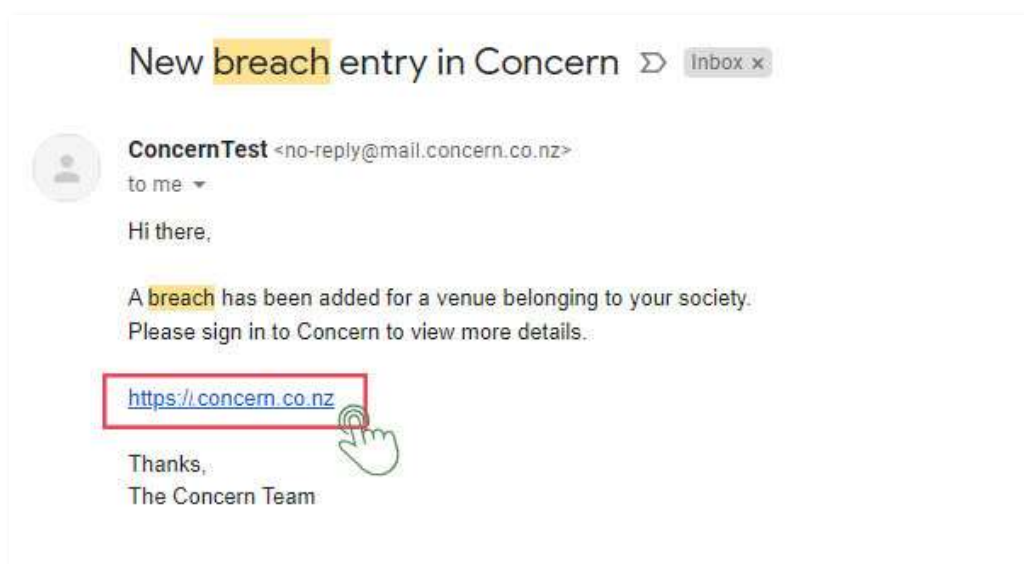 New breach entry in Concern
Inbox x
ConcernTest <no-reply@mail.concern.co.nz>
to me
Hi there,
A breach has been added for a venue belonging to your society.
Please sign in to Concern to view more details.
https://.concern.co.nz
Thanks,
The Concern Team